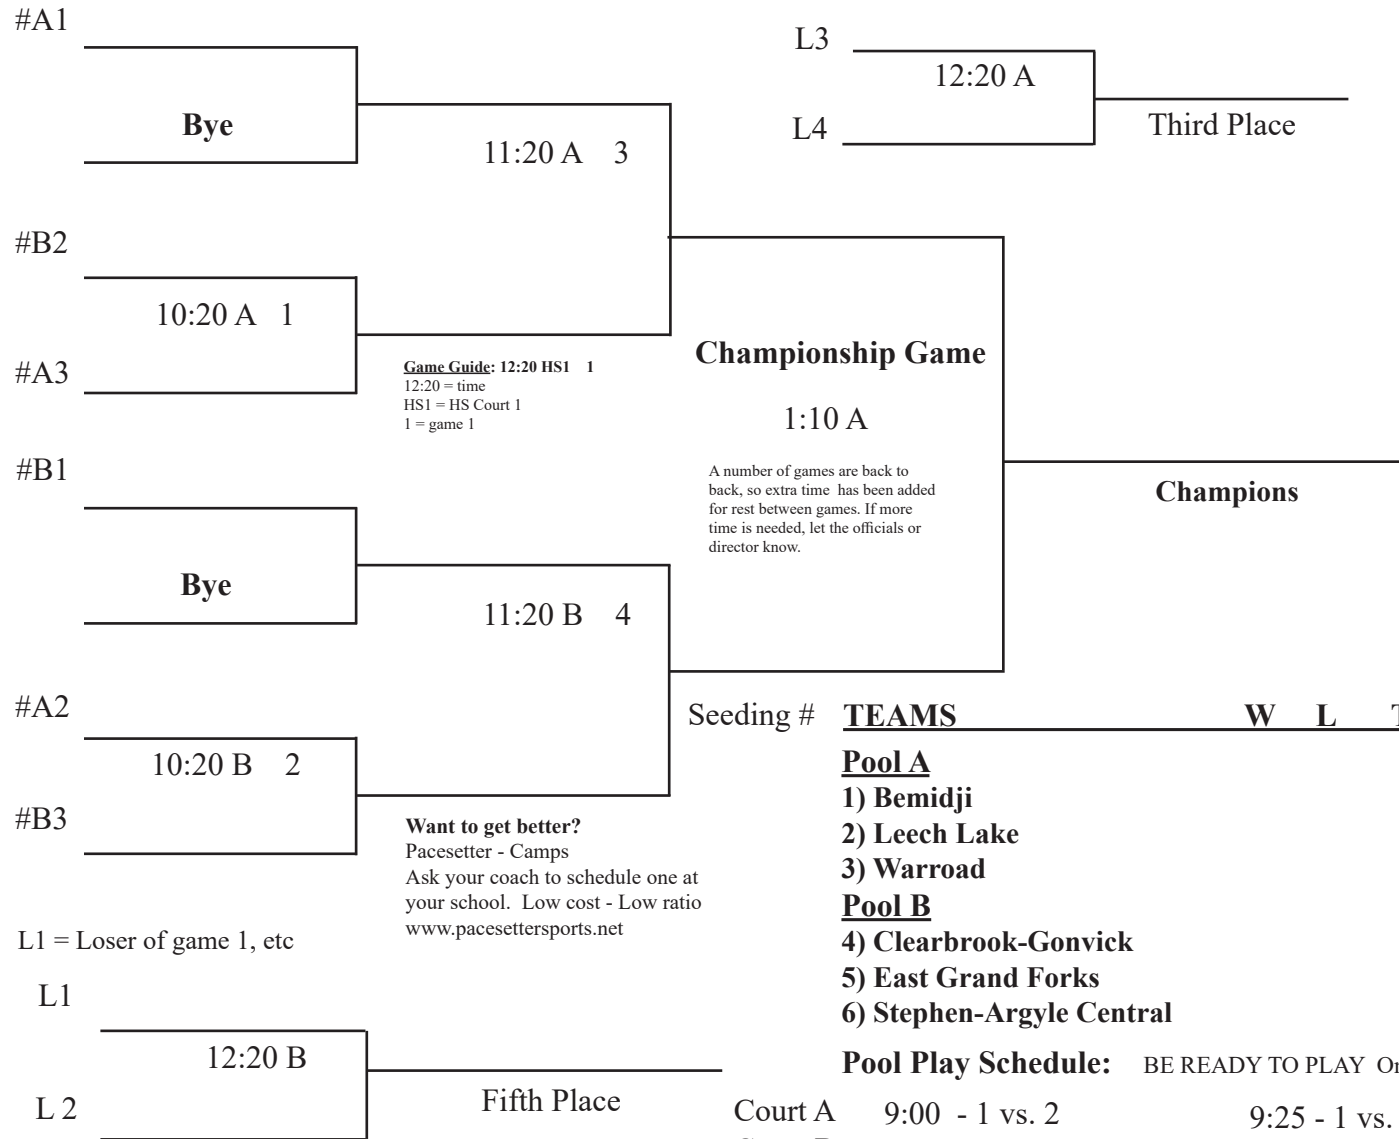 #A1
Bye
11:20 A 3
#B2
10:20 A 1
#A3
Game Guide: 12:20 HS1 1
12:20 = time
HS1 = HS Court 1
1 = game 1
#B1
Bye
11:20 B 4
#A2
10:20 B 2
#B3
Want to get better?
Pacesetter - Camps
Ask your coach to schedule one at
your school. Low cost - Low ratio
www.pacesettersports.net
L1 = Loser of game 1, etc
L1
12:20 B
L 2
Fifth Place
L3
12:20 A
L4
Third Place
Championship Game
1:10 A
A number of games are back to
back, so extra time has been added
for rest between games. If more
time is needed, let the officials or
director know.
Champions
Seeding # TEAMS W L
Pool A
1) Bemidji
2) Leech Lake
3) Warroad
Pool B
4) Clearbrook-Gonvick
5) East Grand Forks
6) Stephen-Argyle Central
Pool Play Schedule: BE READY TO PLAY
Court A 9:00 - 1 vs. 2 9:25 - 1 vs.